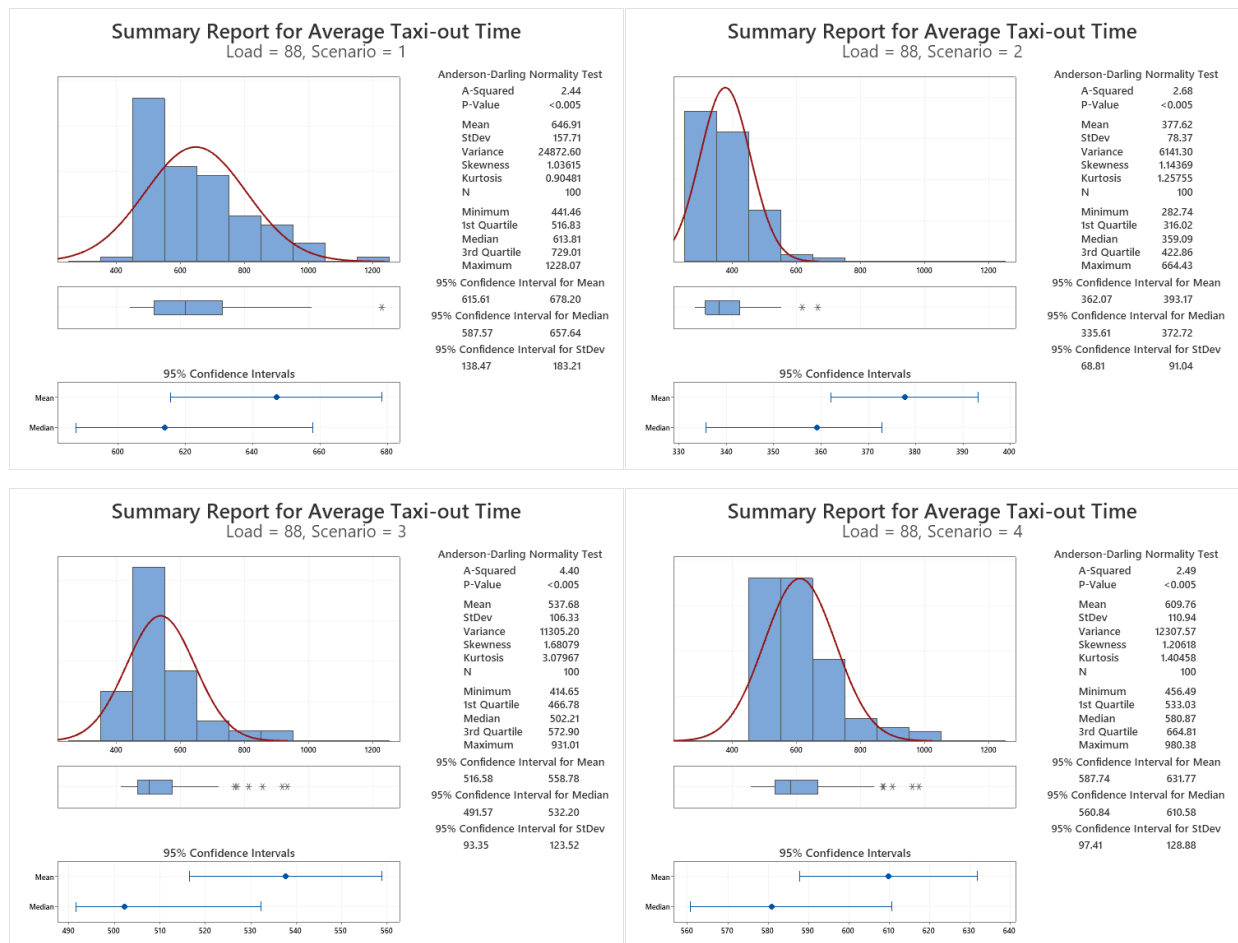 Summary Report for Average Taxi-out Time
Load = 88, Scenario = 1
Anderson-Darling Normality Test
A-Squared 2.44
P-Value <0.005
Mean 646.91
StDev 157.71
Variance 24872.60
Skewness 1.03615
Kurtosis 0.90481
N 100
Minimum 441.46
1st Quartile 516.83
Median 613.81
3rd Quartile 729.01
Maximum 1228.07
95% Confidence Interval for Mean
615.61 678.20
95% Confidence Interval for Median
587.57 657.64
95% Confidence Interval for StDev
138.47 183.21
400 600 800 1000 1200
95% Confidence Intervals
Mean
Median
600 620 640 660 680
Summary Report for Average Taxi-out Time
Load = 88, Scenario = 2
Anderson-Darling Normality Test
A-Squared 2.68
P-Value <0.005
Mean 377.62
StDev 78.37
Variance 6141.30
Skewness 1.14369
Kurtosis 1.25755
N 100
Minimum 282.74
1st Quartile 316.02
Median 359.09
3rd Quartile 422.86
Maximum 664.43
95% Confidence Interval for Mean
362.07 393.17
95% Confidence Interval for Median
335.61 372.72
95% Confidence Interval for StDev
68.81 91.04
400 600 800 1000 1200
95% Confidence Intervals
Mean
Median
330 340 350 360 370 380 390 400
Summary Report for Average Taxi-out Time
Load = 88, Scenario = 3
Anderson-Darling Normality Test
A-Squared 4.40
P-Value <0.005
Mean 537.68
StDev 106.33
Variance 11305.20
Skewness 1.68079
Kurtosis 3.07967
N 100
Minimum 414.65
1st Quartile 466.78
Median 502.21
3rd Quartile 572.90
Maximum 931.01
95% Confidence Interval for Mean
516.58 558.78
95% Confidence Interval for Median
491.57 532.20
95% Confidence Interval for StDev
93.35 123.52
400 600 800 1000 1200
95% Confidence Intervals
Mean
Median
490 500 510 520 530 540 550 560
Summary Report for Average Taxi-out Time
Load = 88, Scenario = 4
Anderson-Darling Normality Test
A-Squared 2.49
P-Value <0.005
Mean 609.76
StDev 110.94
Variance 12307.57
Skewness 1.20618
Kurtosis 1.40458
N 100
Minimum 456.49
1st Quartile 533.03
Median 580.87
3rd Quartile 664.81
Maximum 980.38
95% Confidence Interval for Mean
587.74 631.77
95% Confidence Interval for Median
560.84 610.58
95% Confidence Interval for StDev
97.41 128.88
400 600 800 1000 1200
95% Confidence Intervals
Mean
Median
560 570 580 590 600 610 620 630 640